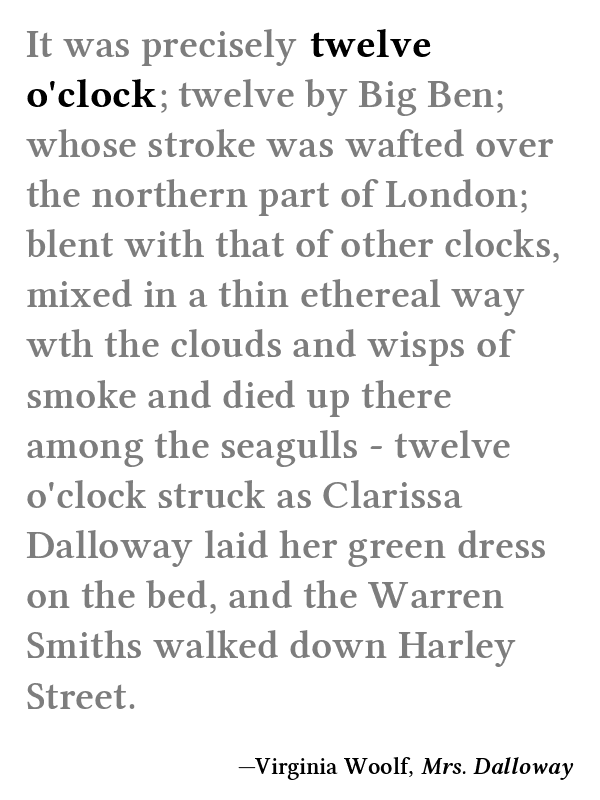 It was precisely twelve
o'clock; twelve by Big Ben;
whose stroke was wafted over
the northern part of London;
blent with that of other clocks,
mixed in a thin ethereal way
wth the clouds and wisps of
smoke and died up there
among the seagulls - twelve
o'clock struck as Clarissa
Dalloway laid her green dress
on the bed, and the Warren
Smiths walked down Harley
Street.
—Virginia Woolf, Mrs. Dalloway